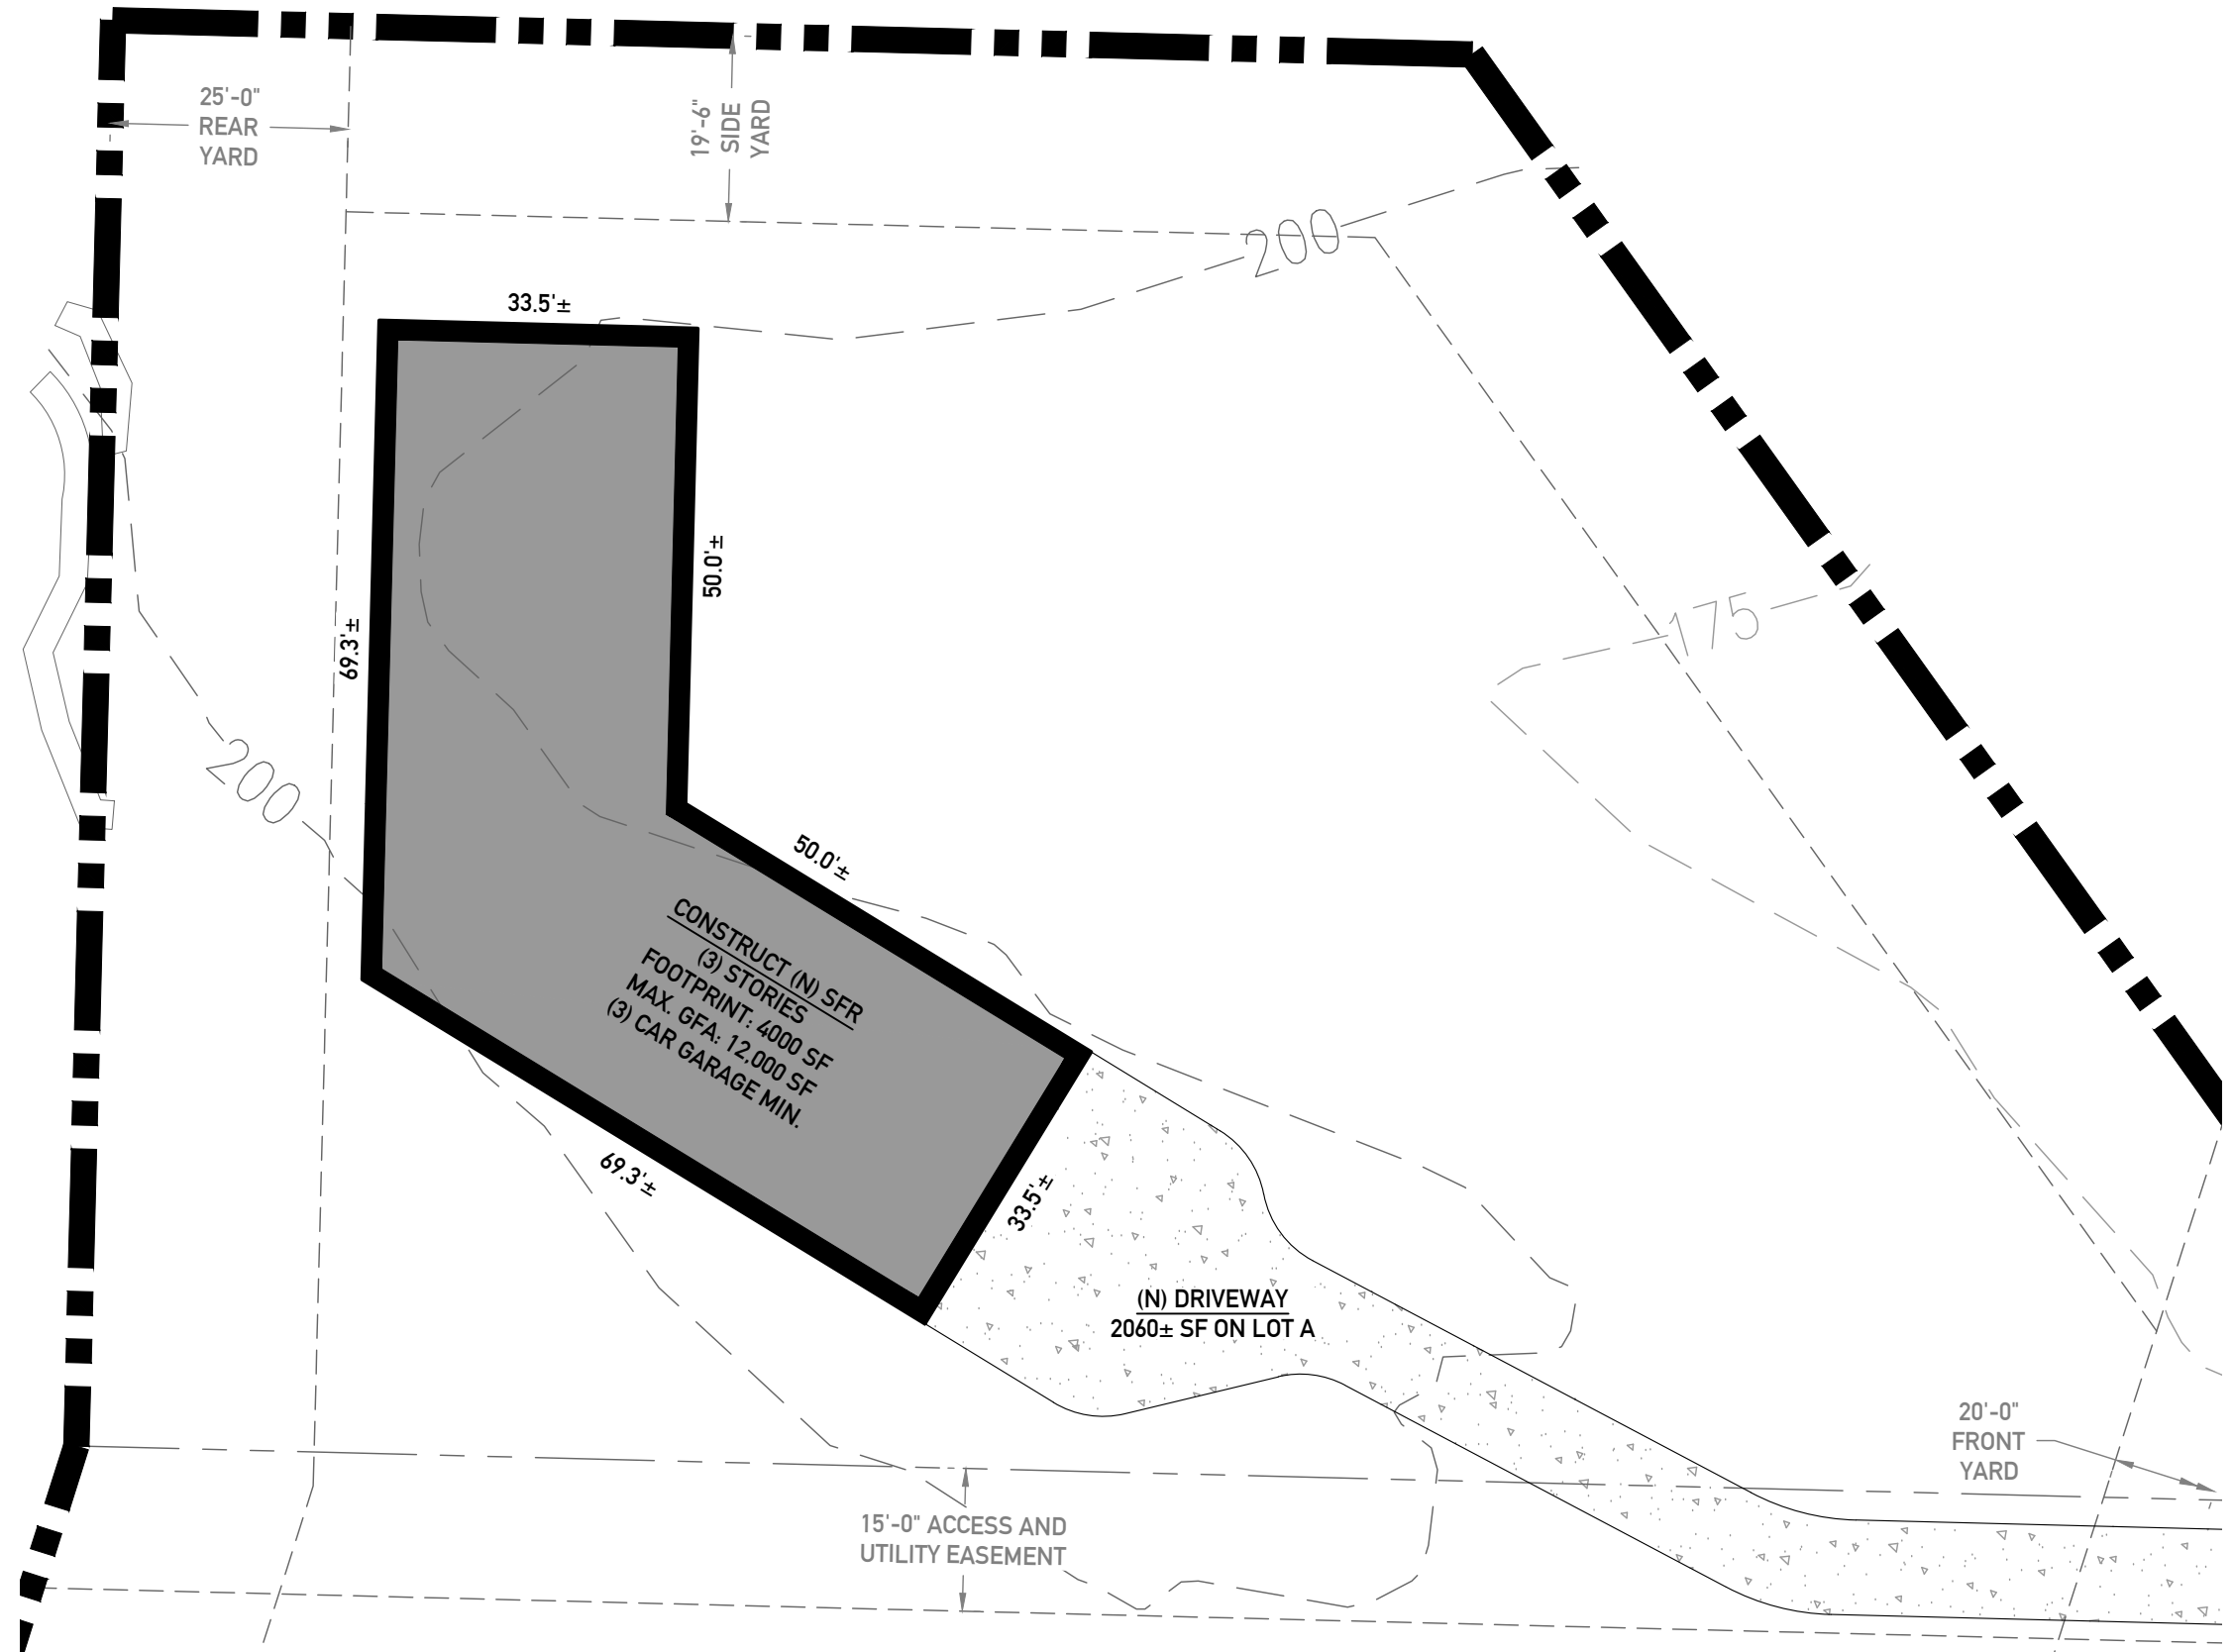 25'-0"
REAR
YARD
19'-6"
SIDE
YARD
200
33.5'±
50.0'±
175
69.3'±
200
50.0'±
CONSTRUCT (N) SFR
(3) STORIES
FOOTPRINT: 4000 SF
MAX. GFA: 12,000 SF
(3) CAR GARAGE MIN.
69.3'±
33.5'±
(N) DRIVEWAY
2060± SF ON LOT A
20'-0"
FRONT
YARD
15'-0" ACCESS AND
UTILITY EASEMENT